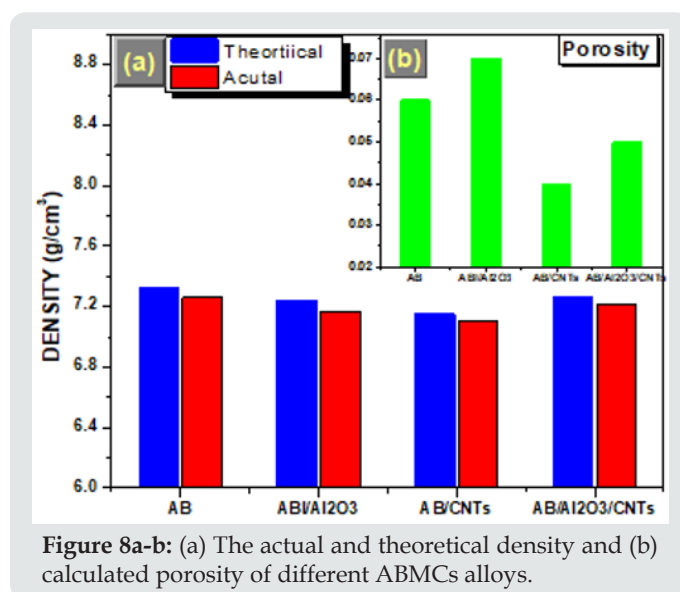 (a)
Theortiical
Acutal
(b)
Porosity
0.07
0.06
0.05
0.04
0.03
0.02
AB
ABI/Al2O3
AB/CNTs
AB/Al2O3/CNTs
DENSITY (g/cm³)
8.8
8.4
8.0
7.6
7.2
6.8
6.4
6.0
AB
ABI/Al2O3
AB/CNTs
AB/Al2O3/CNTs
Figure 8a-b: (a) The actual and theoretical density and (b)
calculated porosity of different ABMCs alloys.